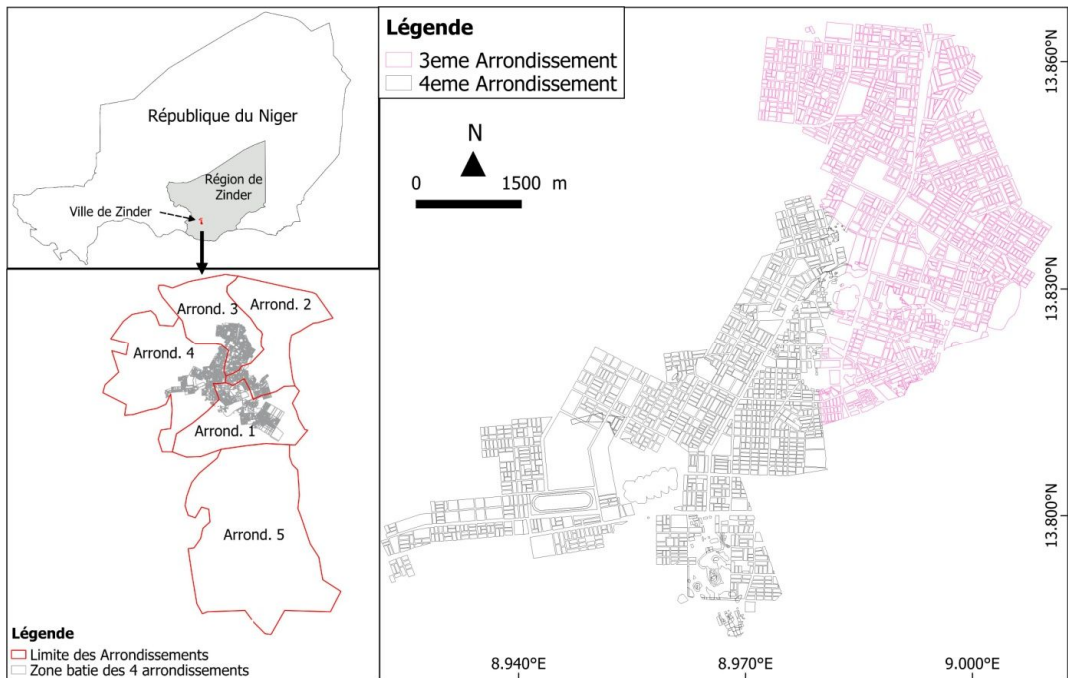 République du Niger
Région de
Zinder
Ville de Zinder
Arrond. 3
Arrond. 2
Arrond. 4
Arrond. 1
Arrond. 5
Légende
Limite des Arrondissements
Zone batie des 4 arrondissements
Légende
3eme Arrondissement
4eme Arrondissement
N
0 1500 m
13.860°N
13.830°N
13.800°N
8.940°E 8.970°E 9.000°E